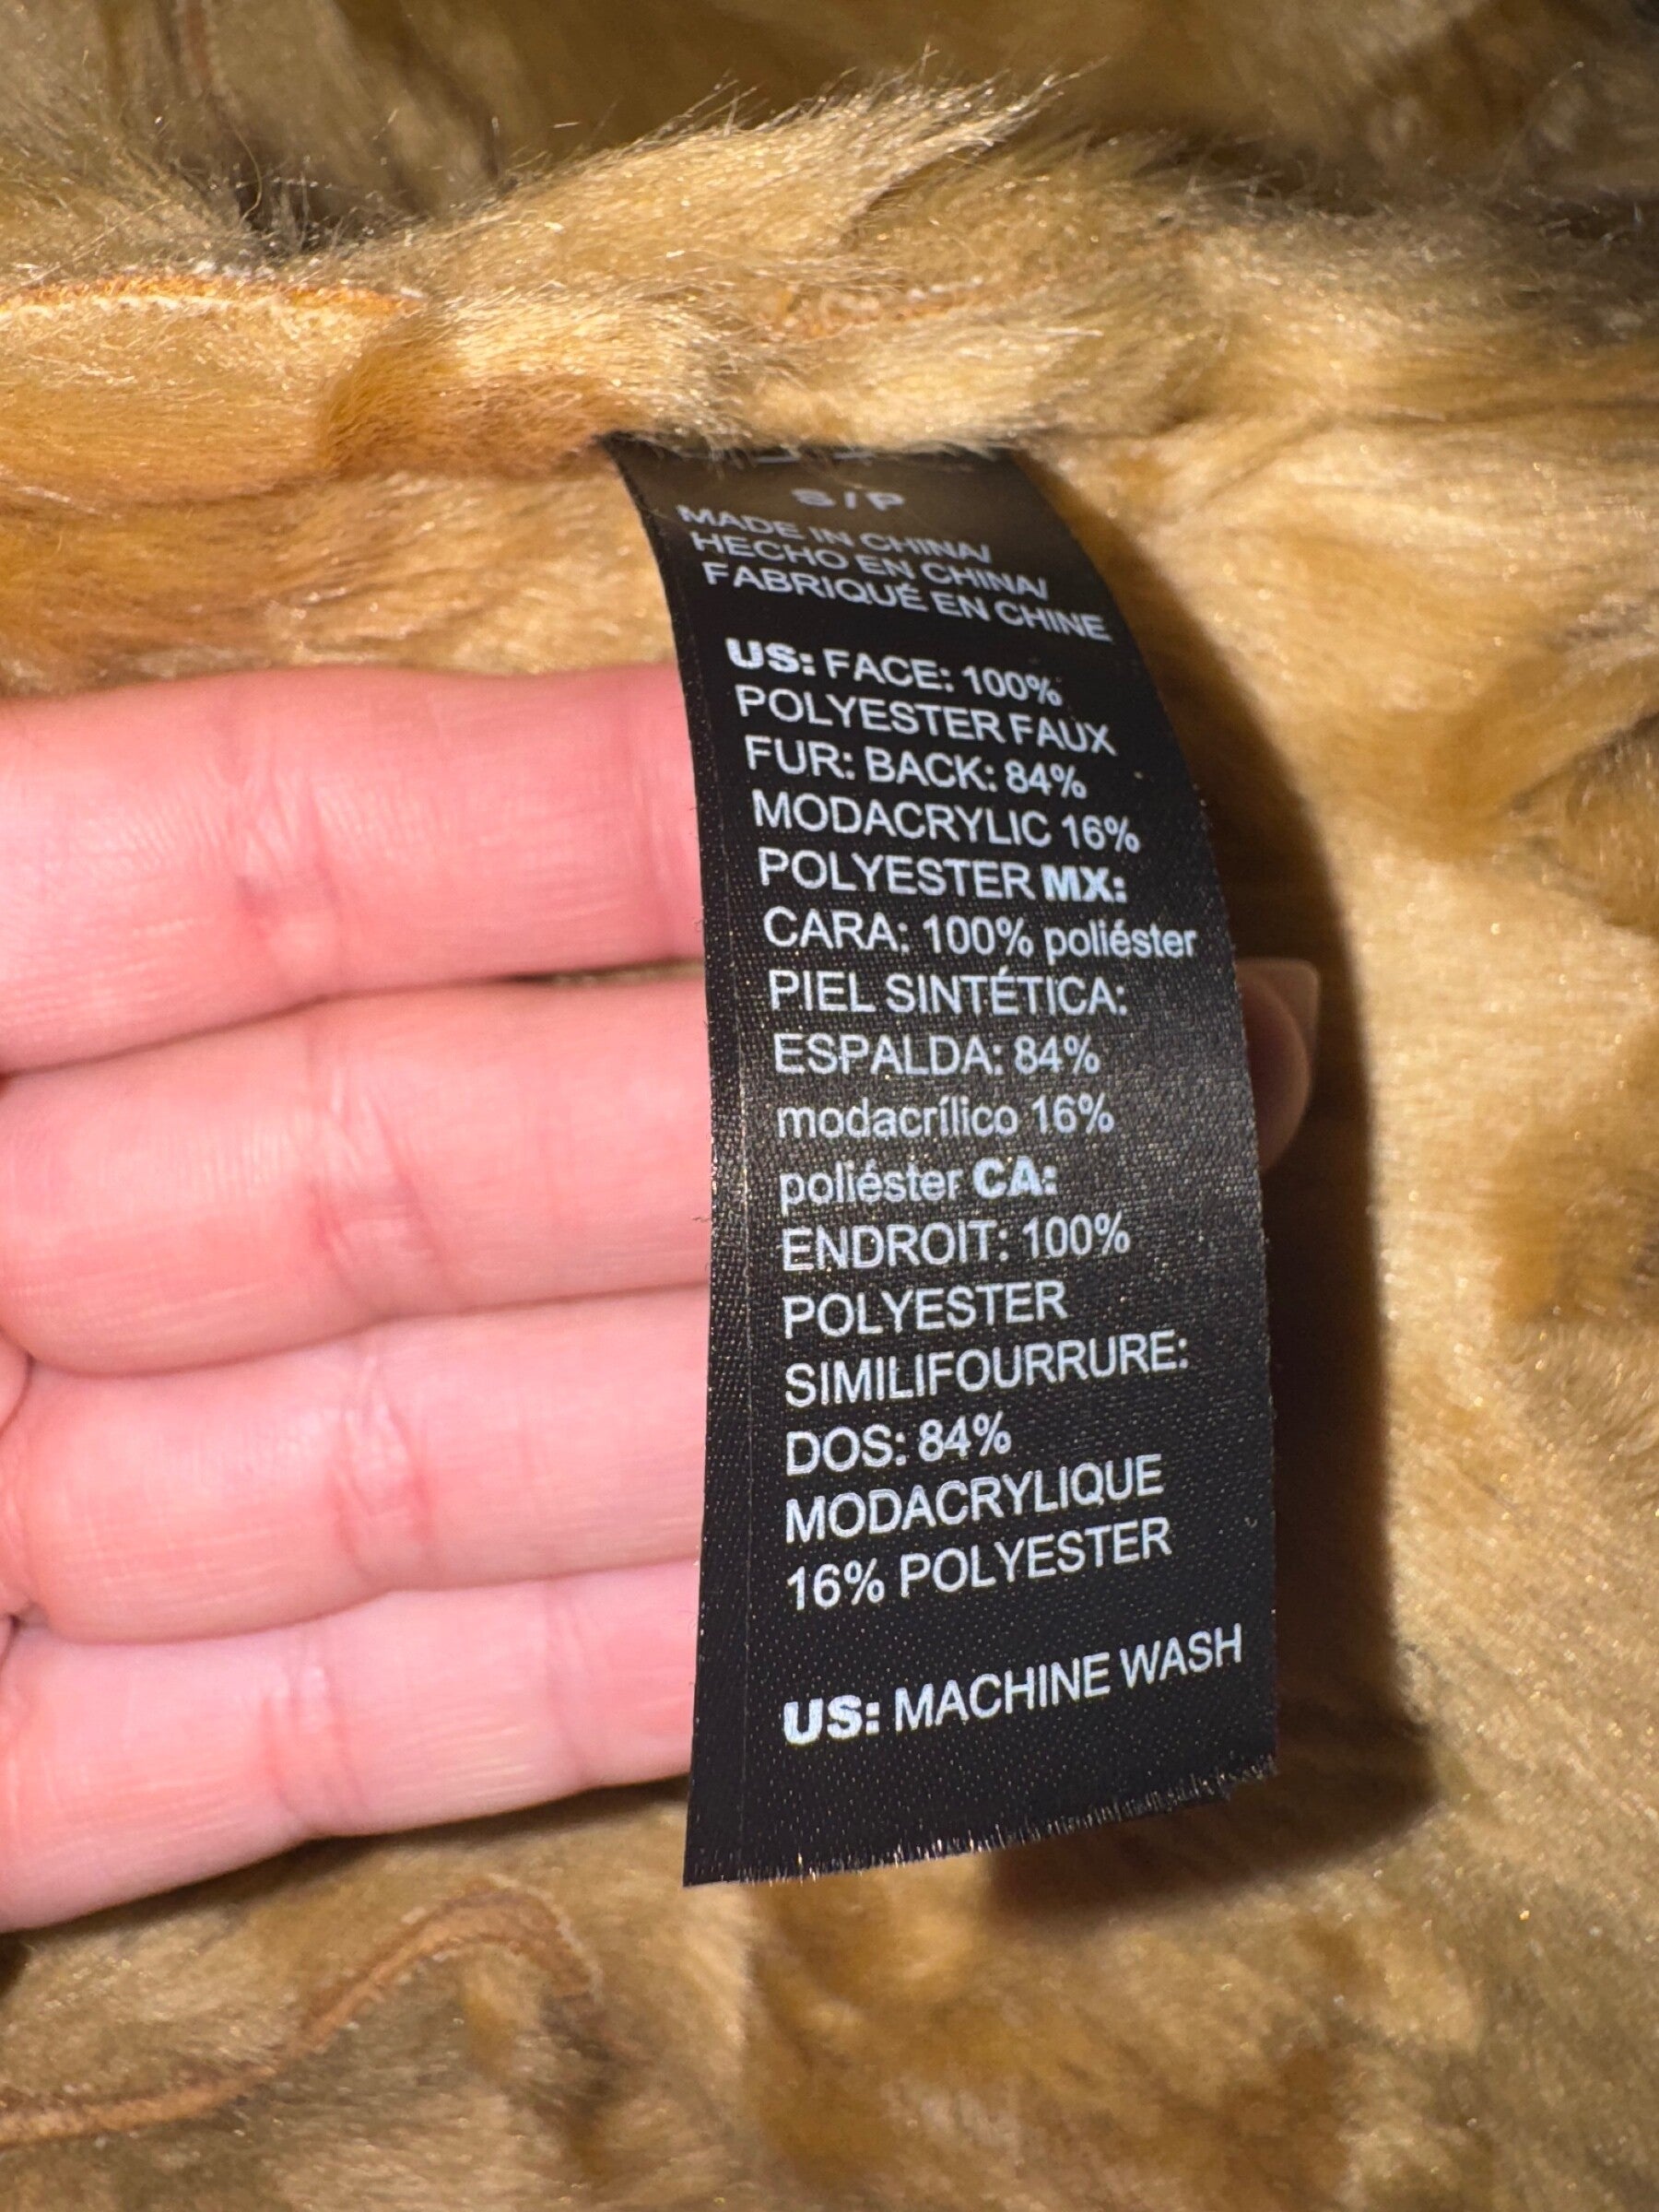 S / P
MADE IN CHINA/
HECHO EN CHINA/
FABRIQUÉ EN CHINE
US: FACE: 100%
POLYESTER FAUX
FUR: BACK: 84%
MODACRYLIC 16%
POLYESTER MX:
CARA: 100% poliéster
PIEL SINTÉTICA:
ESPALDA: 84%
modacrílico 16%
poliéster CA:
ENDROIT: 100%
POLYESTER
SIMILIFOURRURE:
DOS: 84%
MODACRYLIQUE
16% POLYESTER
US: MACHINE WASH